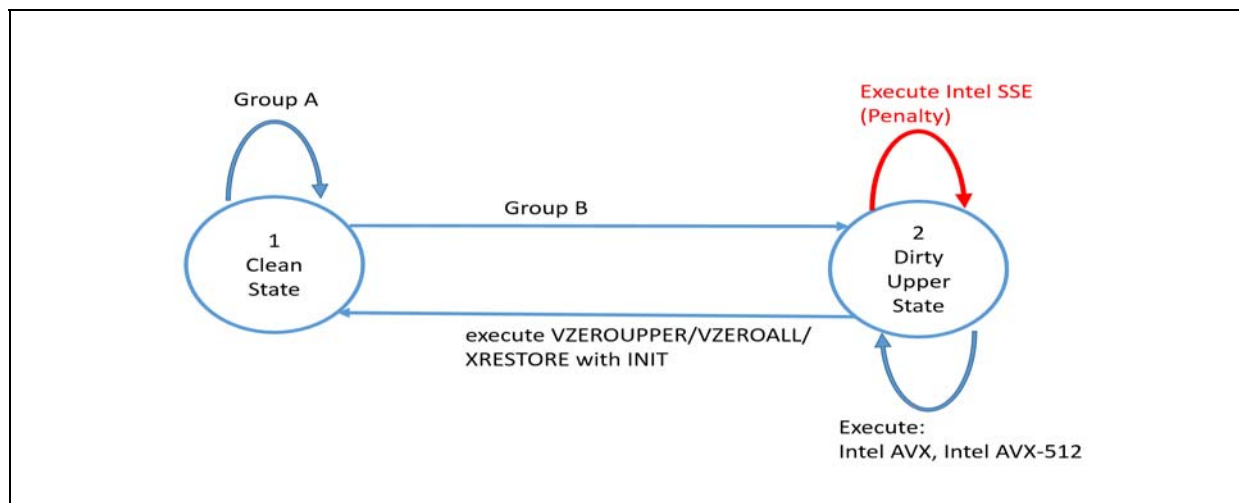 Group A
Execute Intel SSE
(Penalty)
Group B
1
Clean
State
2
Dirty
Upper
State
execute VZEROUPPER/VZEROALL/
XRESTORE with INIT
Execute:
Intel AVX, Intel AVX-512